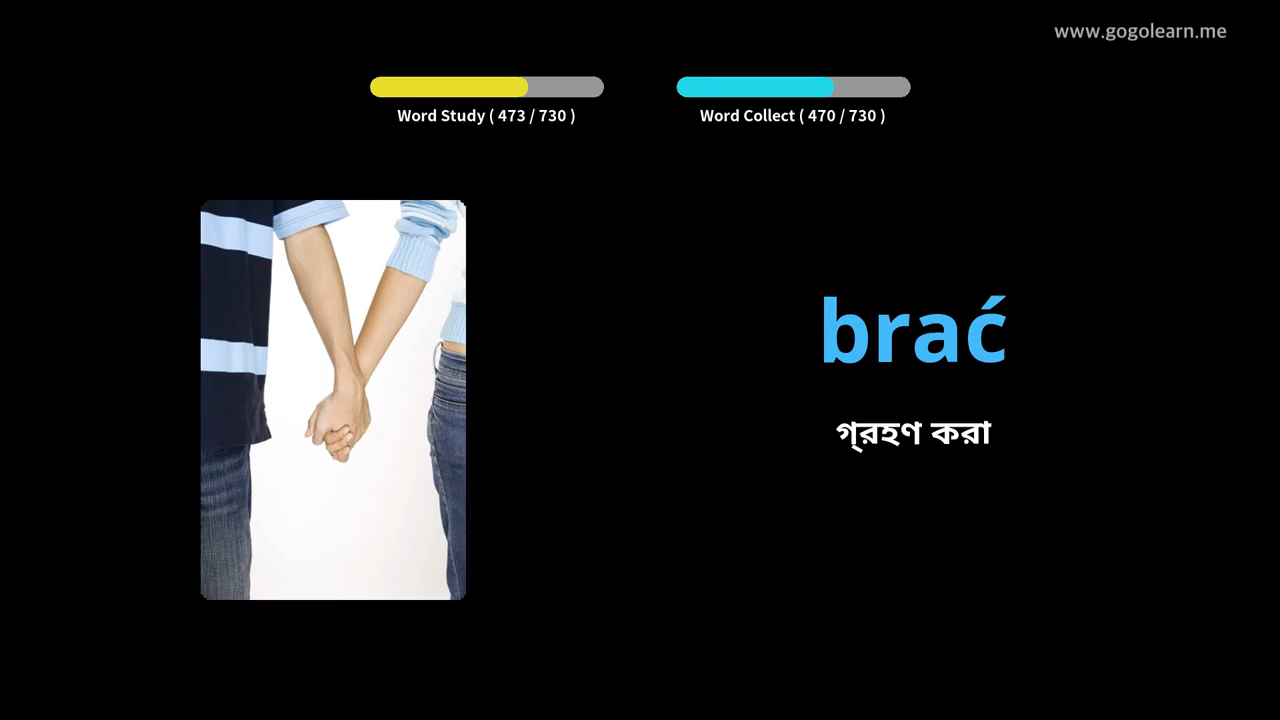 www.gogolearn.me
Word Study ( 473 / 730 )
Word Collect ( 470 / 730 )
brać
গ্রহণ করা